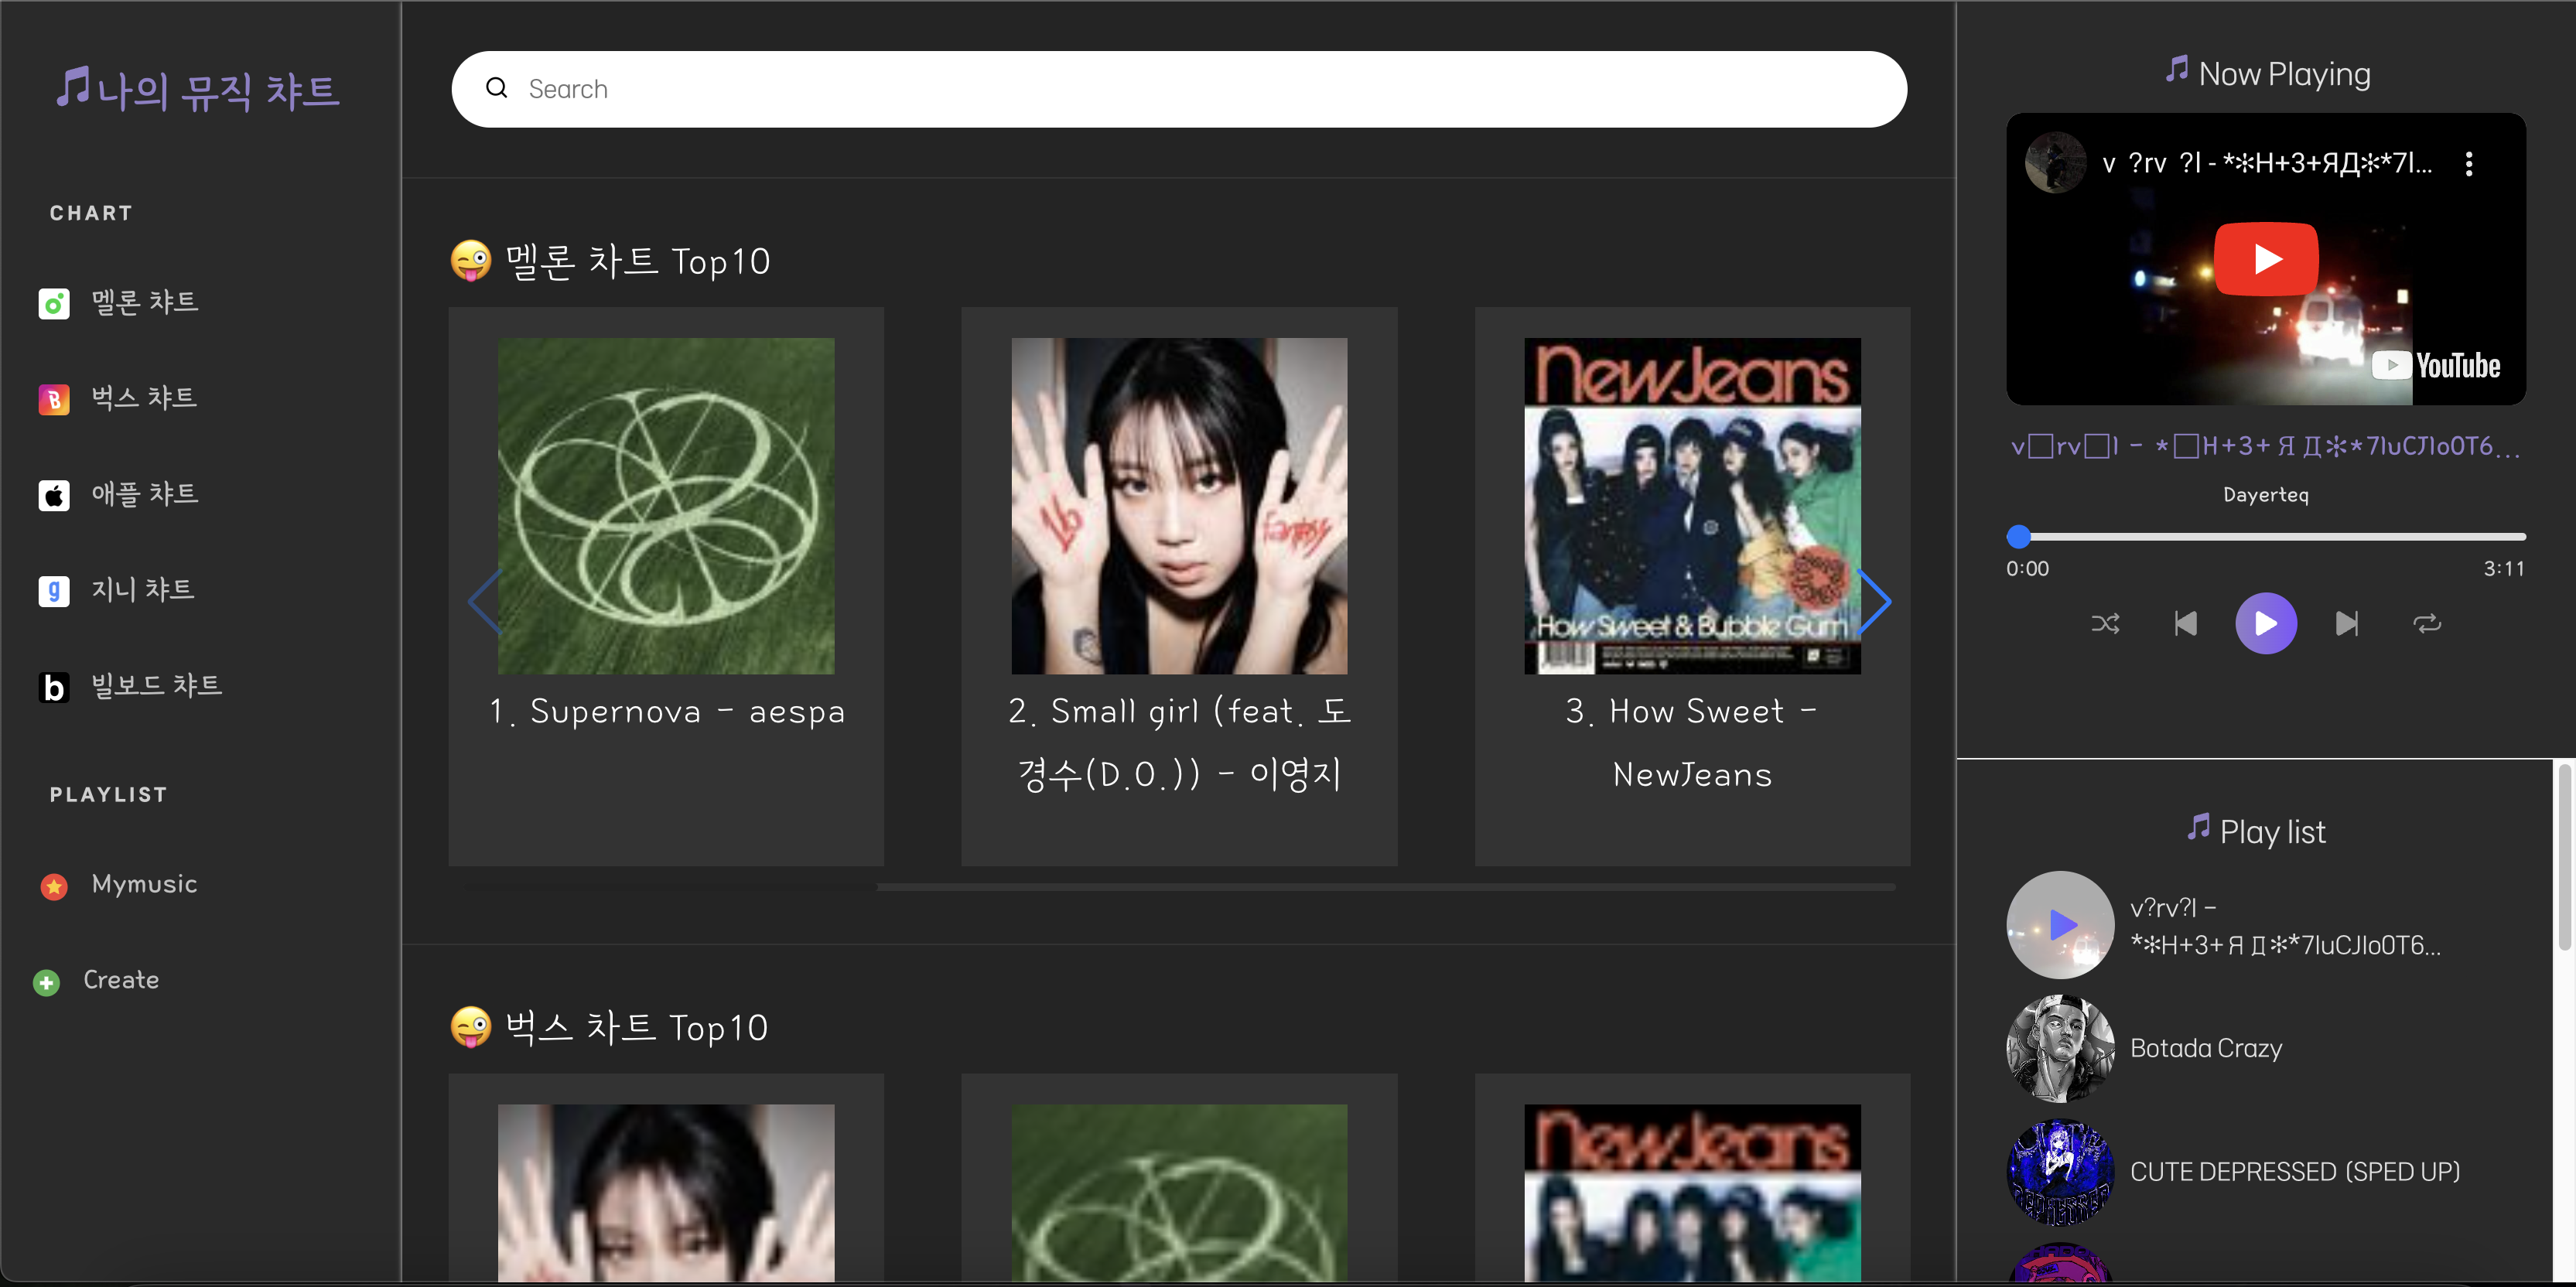 나의 뮤직 챠트
CHART
멜론 챠트
벅스 챠트
애플 챠트
지니 챠트
빌보드 챠트
PLAYLIST
Mymusic
Create
Search
멜론 차트 Top10
16
fantasy
NewJeans
How Sweet & Bubble Gum
1. Supernova - aespa
2. Small girl (feat. 도
경수(D.O.)) - 이영지
3. How Sweet -
NewJeans
벅스 차트 Top10
NewJeans
Now Playing
v ?rv ?l - *✻H+3+ЯД✻*7l...
YouTube
v□rv□l - *□H+3+ЯД✻*7luCJlo0T6...
Dayerteq
0:00
3:11
Play list
v?rv?l -
*✻H+3+ЯД✻*7luCJlo0T6...
Botada Crazy
CUTE DEPRESSED (SPED UP)